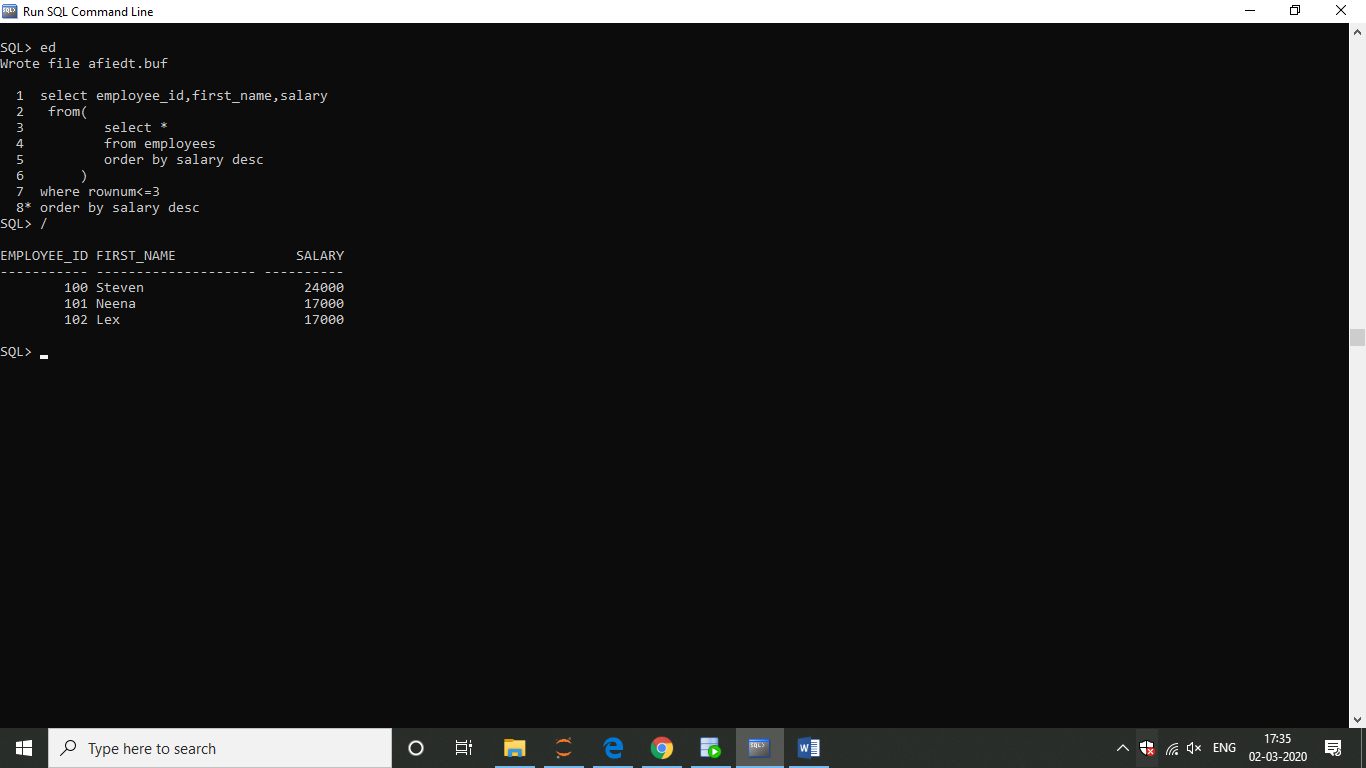 Run SQL Command Line
SQL> ed
Wrote file afiedt.buf
1 select employee_id,first_name,salary
2 from(
3 select *
4 from employees
5 order by salary desc
6 )
7 where rownum<=3
8* order by salary desc
SQL> /
EMPLOYEE_ID FIRST_NAME SALARY
----------- -------------------- ----------
100 Steven 24000
101 Neena 17000
102 Lex 17000
SQL>
Type here to search
ENG
17:35
02-03-2020